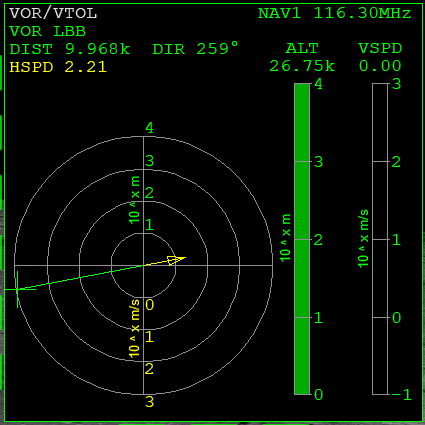 VOR/VTOL NAV1 116.30MHz
VOR LBB
DIST 9.968k DIR 259° ALT VSPD
HSPD 2.21 26.75k 0.00
4
3
2
1
10 ^ x m
0
1
2
3
10 ^ x m/s
4
3
2
1
0
10 ^ x m
3
2
1
0
-1
10 ^ x m/s